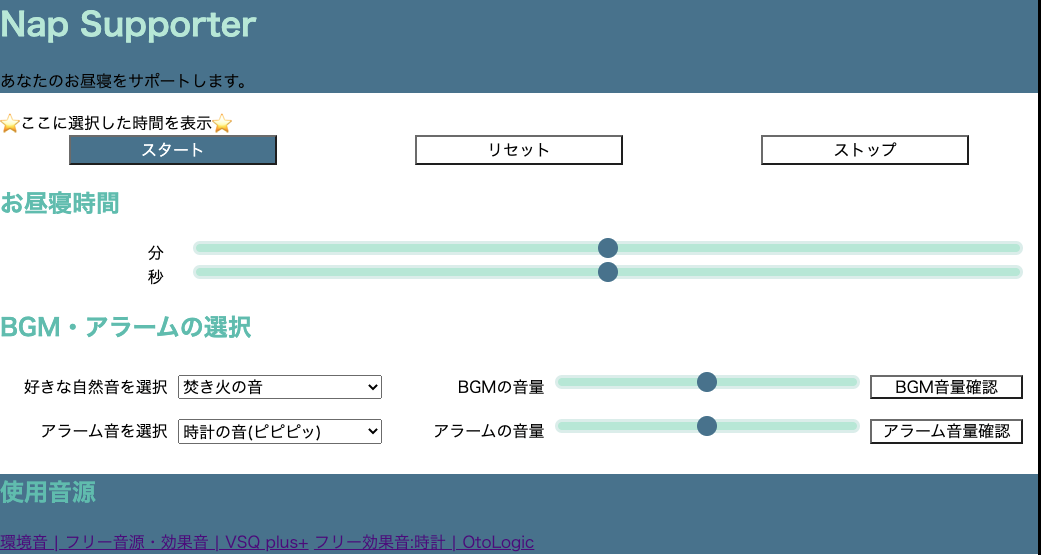 Nap Supporter
あなたのお昼寝をサポートします。
⭐ここに選択した時間を表示⭐
スタート リセット ストップ
お昼寝時間
分
秒
BGM・アラームの選択
好きな自然音を選択 焚き火の音 BGMの音量 BGM音量確認
アラーム音を選択 時計の音(ピピピッ) アラームの音量 アラーム音量確認
使用音源
環境音 | フリー音源・効果音 | VSQ plus+ フリー効果音:時計 | OtoLogic